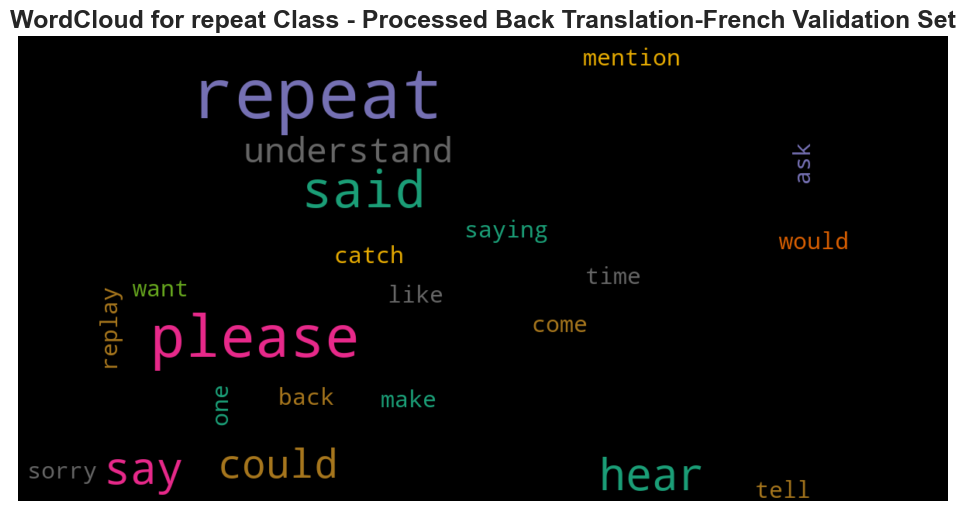 WordCloud for repeat Class - Processed Back Translation-French Validation Set
mention
repeat
understand
ask
said
saying
would
catch
time
want
like
replay
come
please
one
back
make
sorry
say
could
hear
tell